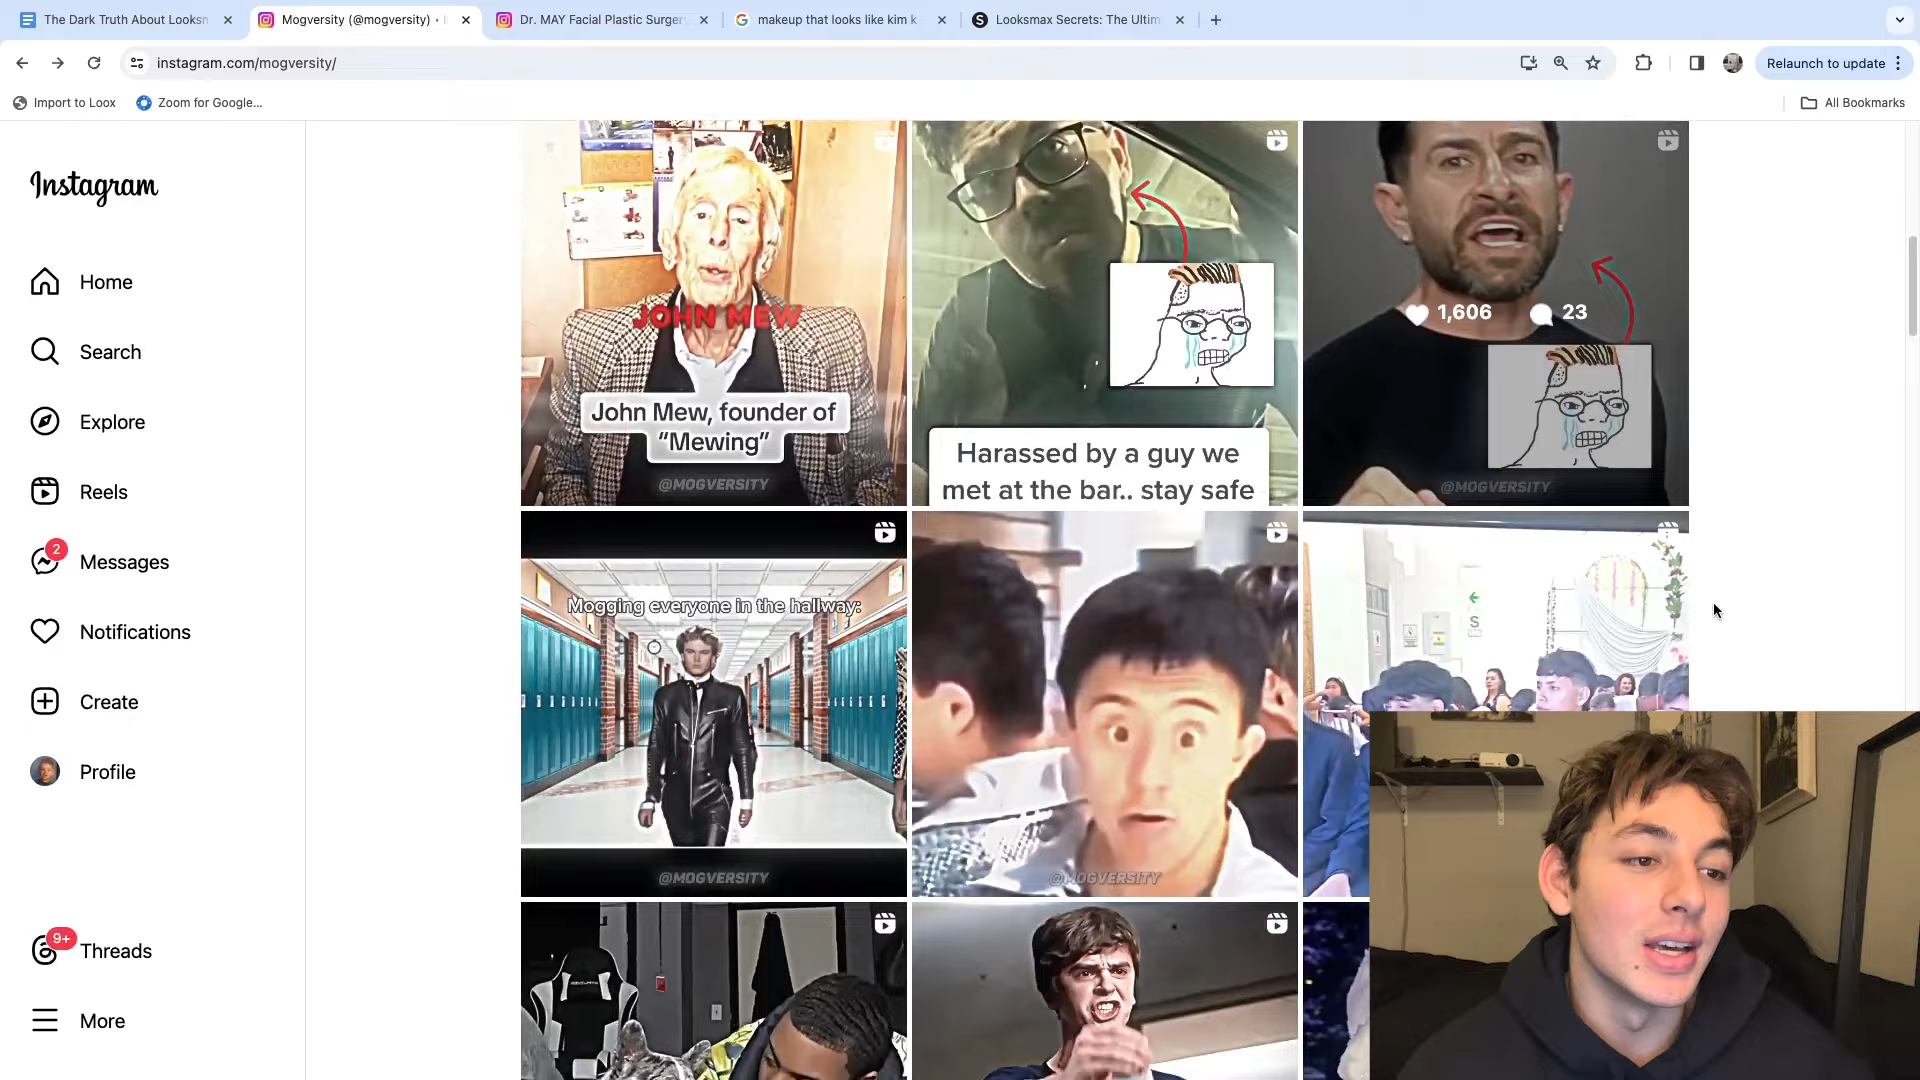 The Dark Truth About Looksm
Mogversity (@mogversity) •
Dr. MAY Facial Plastic Surgery
makeup that looks like kim k
Looksmax Secrets: The Ultim
instagram.com/mogversity/
Relaunch to update
Import to Loox
Zoom for Google...
All Bookmarks
Instagram
Home
Search
Explore
Reels
2
Messages
Notifications
Create
Profile
9+
Threads
More
JOHN MEW
John Mew, founder of
“Mewing”
@MOGVERSITY
Harassed by a guy we
met at the bar.. stay safe
1,606
23
@MOGVERSITY
Mogging everyone in the hallway:
@MOGVERSITY
@MOGVERSITY
S